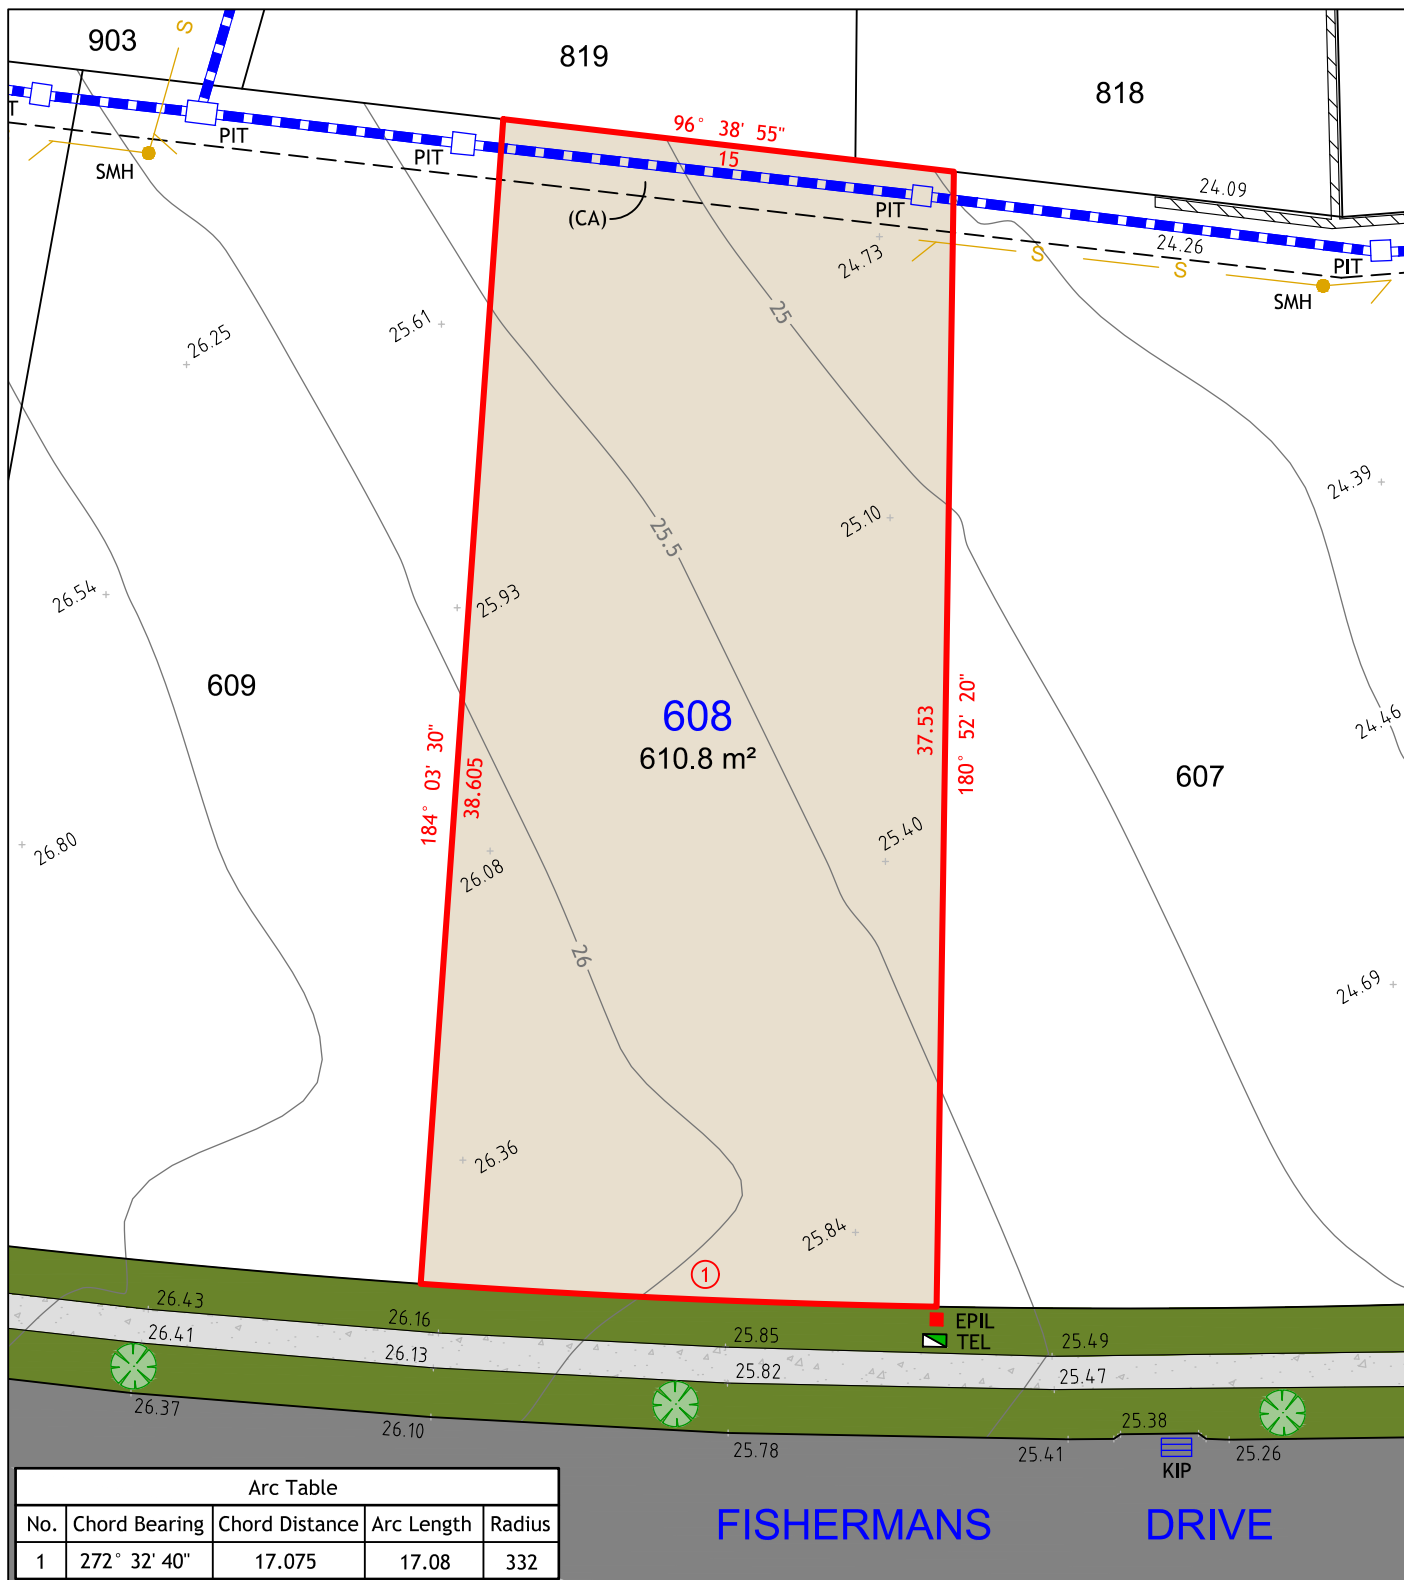 903
S
819
818
96° 38' 55"
15
T
PIT
PIT
PIT
PIT
SMH
(CA)
24.09
24.26
24.73
S
S
SMH
25
25.61
26.25
24.39
25.10
25.5
26.54
25.93
609
608
610.8 m²
184° 03' 30"
38.605
37.53
180° 52' 20"
24.46
607
26.80
26.08
25.40
26
24.69
26.36
25.84
1
EPIL
TEL
26.43
26.16
25.85
25.49
26.41
26.13
25.82
25.47
26.37
26.10
25.78
25.41
25.38
25.26
KIP
FISHERMANS DRIVE
Arc Table
No. Chord Bearing Chord Distance Arc Length Radius
1 272° 32' 40" 17.075 17.08 332